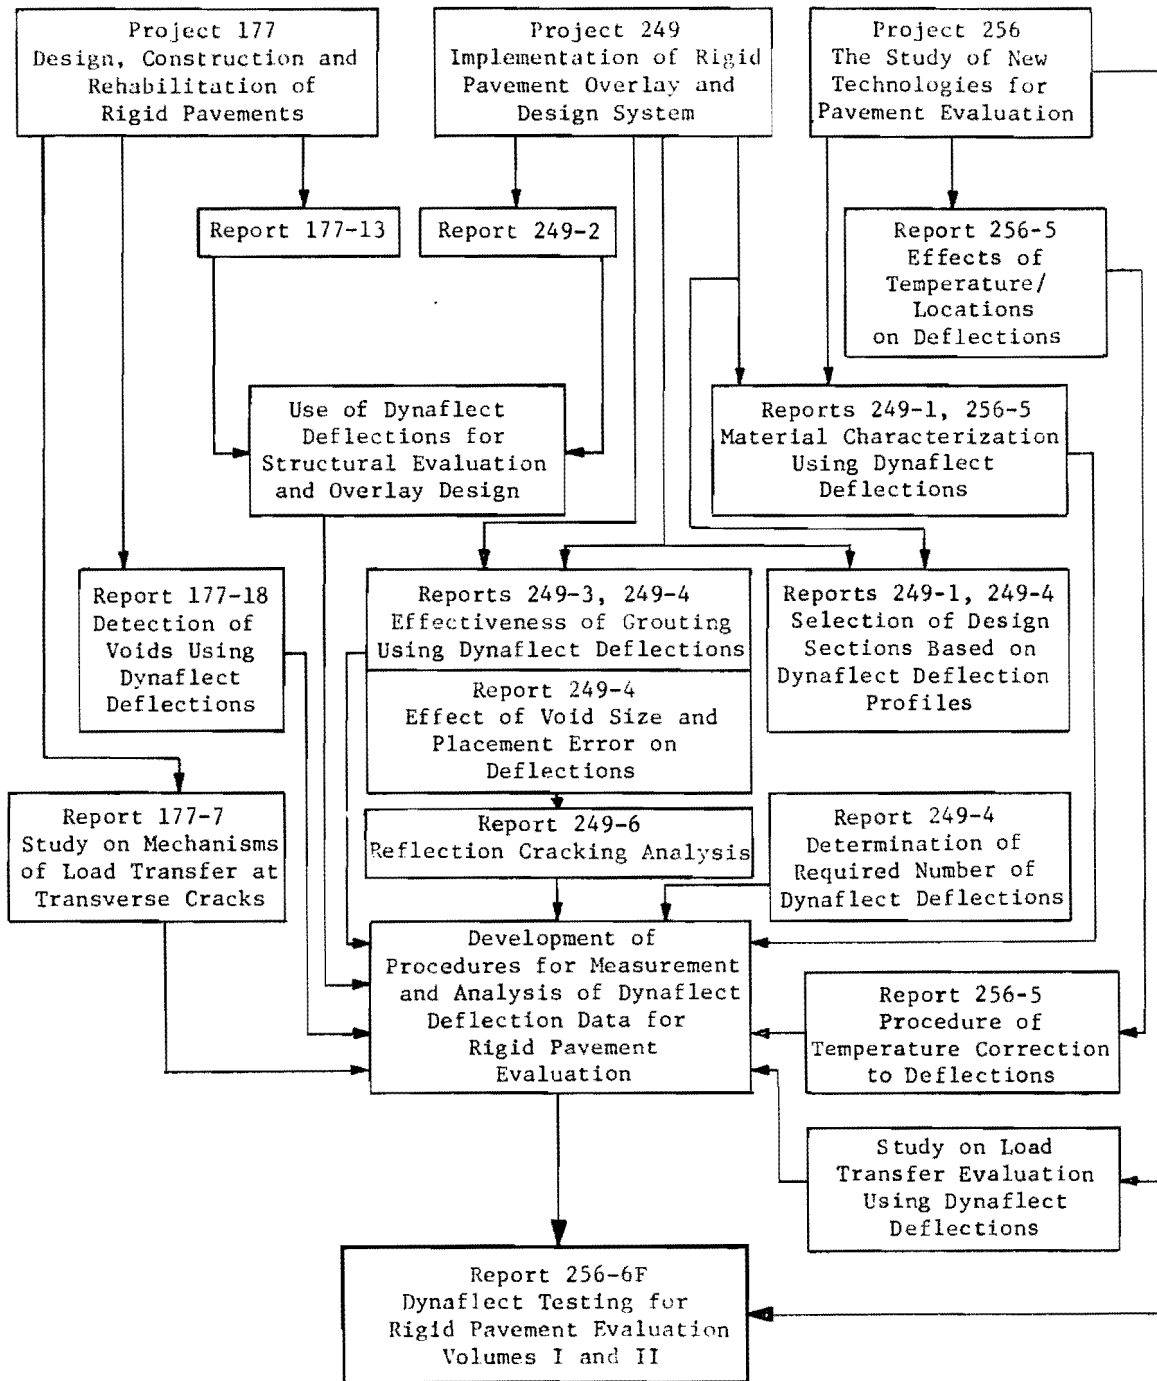 Project 177
Design, Construction and
Rehabilitation of
Rigid Pavements
Project 249
Implementation of Rigid
Pavement Overlay and
Design System
Project 256
The Study of New
Technologies for
Pavement Evaluation
Report 177-13
Report 249-2
Report 256-5
Effects of
Temperature/
Locations
on Deflections
Use of Dynaflect
Deflections for
Structural Evaluation
and Overlay Design
Reports 249-1, 256-5
Material Characterization
Using Dynaflect
Deflections
Report 177-18
Detection of
Voids Using
Dynaflect
Deflections
Reports 249-3, 249-4
Effectiveness of Grouting
Using Dynaflect Deflections
Report 249-4
Effect of Void Size and
Placement Error on
Deflections
Reports 249-1, 249-4
Selection of Design
Sections Based on
Dynaflect Deflection
Profiles
Report 177-7
Study on Mechanisms
of Load Transfer at
Transverse Cracks
Report 249-6
Reflection Cracking Analysis
Report 249-4
Determination of
Required Number of
Dynaflect Deflections
Development of
Procedures for Measurement
and Analysis of Dynaflect
Deflection Data for
Rigid Pavement
Evaluation
Report 256-5
Procedure of
Temperature Correction
to Deflections
Study on Load
Transfer Evaluation
Using Dynaflect
Deflections
Report 256-6F
Dynaflect Testing for
Rigid Pavement Evaluation
Volumes I and II